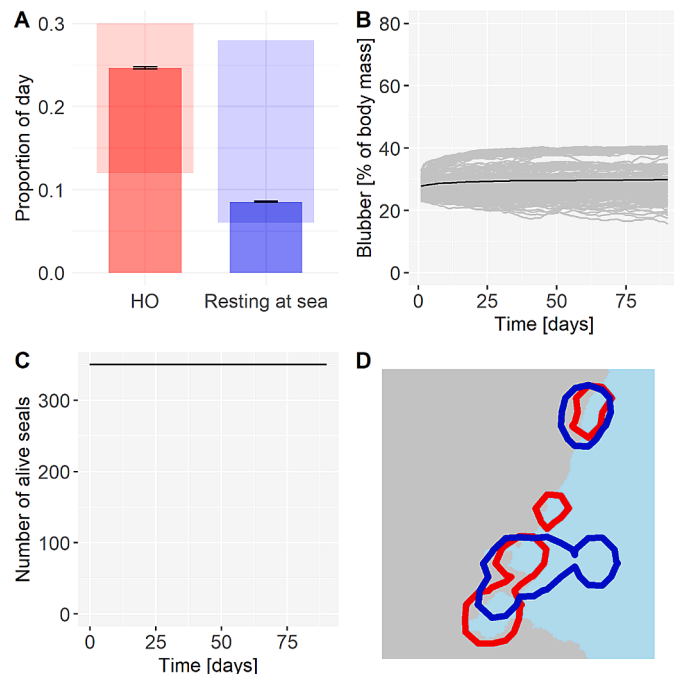 A
Proportion of day
0.3
0.2
0.1
0.0
HO
Resting at sea
B
Blubber [% of body mass]
80
60
40
20
0
0
25
50
75
Time [days]
C
Number of alive seals
300
200
100
0
0
25
50
75
Time [days]
D